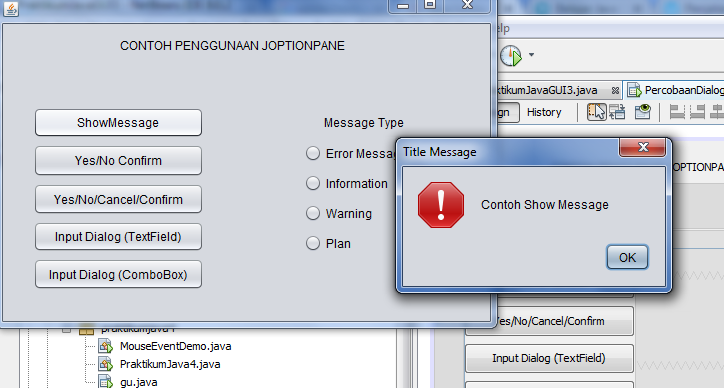 CONTOH PENGGUNAAN JOPTIONPANE
ShowMessage
Yes/No Confirm
Yes/No/Cancel/Confirm
Input Dialog (TextField)
Input Dialog (ComboBox)
Message Type
Error Messag
Information
Warning
Plan
Title Message
Contoh Show Message
OK
elp
ktikumJavaGUI3.java
PercobaanDialog
gn
History
OPTIONPA
Yes/No/Cancel/Confirm
Input Dialog (TextField)
praktikumjava4
MouseEventDemo.java
PraktikumJava4.java
gu.java